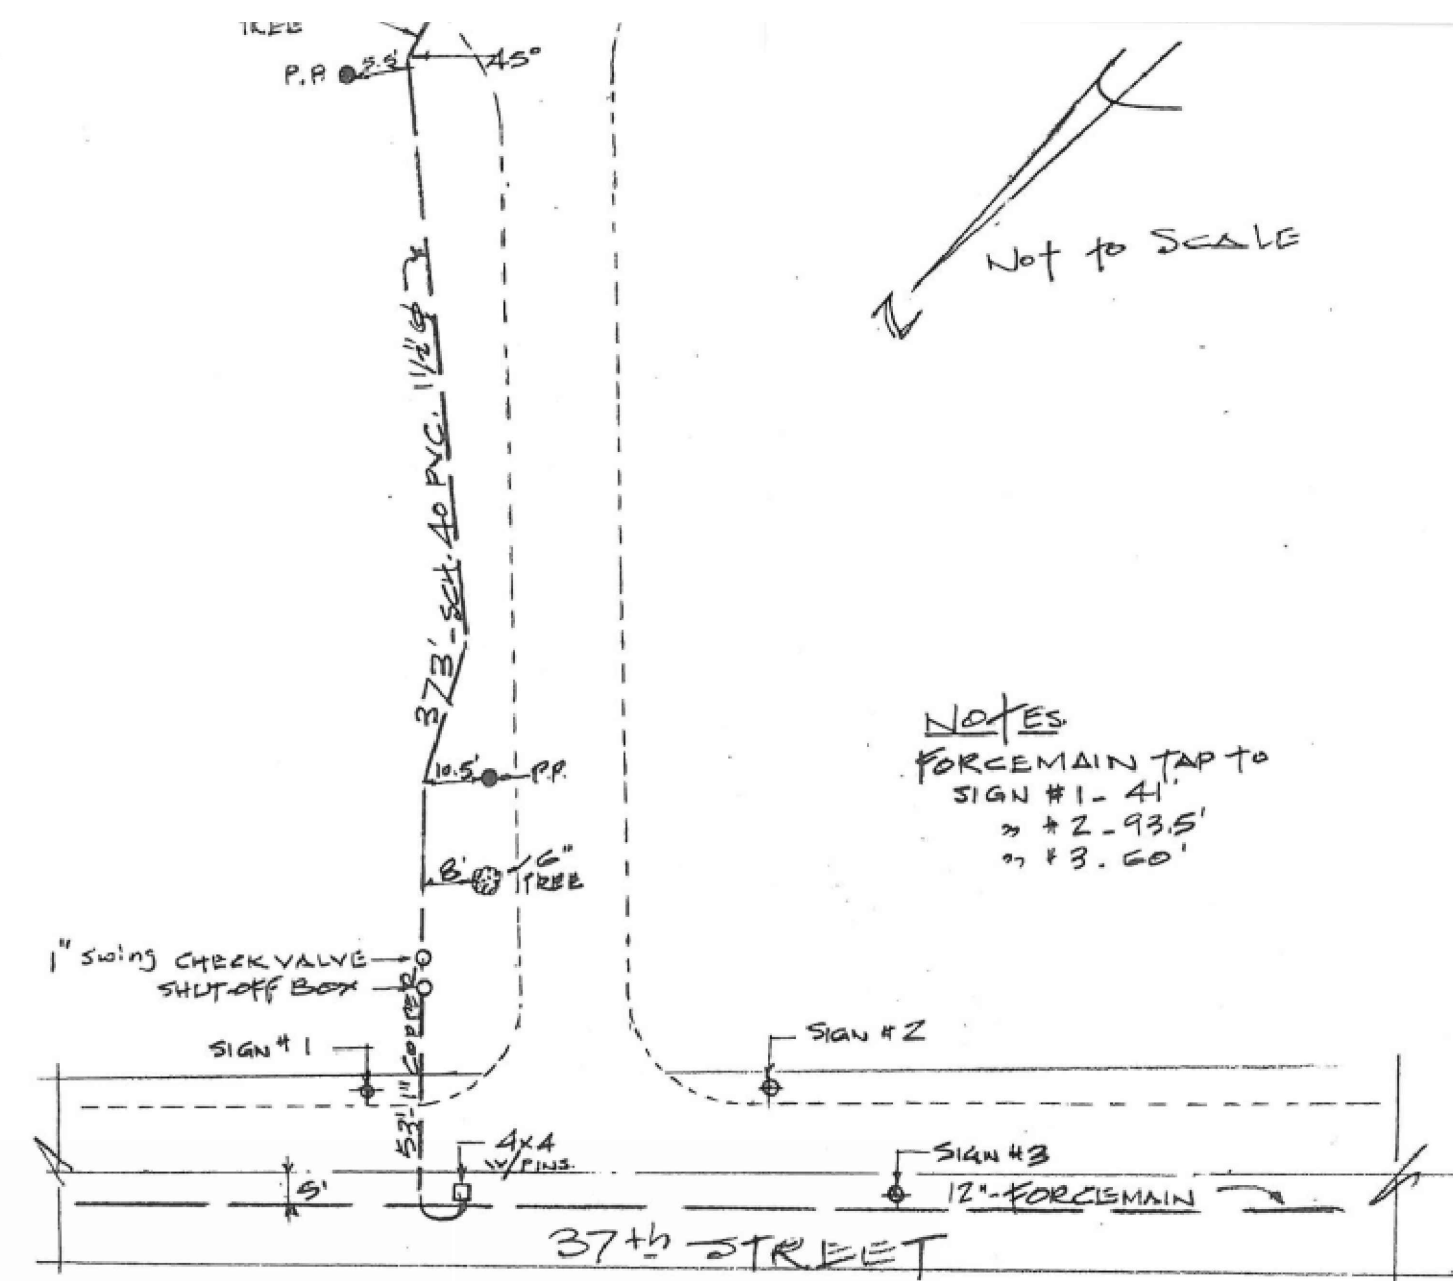 TREE
P.P.
5.5'
45°
Not to SCALE
373'-SCH. 40 PVC. 1 1/2" Ø
NOTES
FORCEMAIN TAP TO
SIGN #1 - 41'
" #2 - 93.5'
" #3. 60'
10.5'
P.P.
8'
6"
TREE
1" Swing CHECK VALVE
SHUT-OFF BOX
53'-1" COPPER
SIGN #1
SIGN #2
4x4
W/PINS.
SIGN #3
5'
12"-FORCEMAIN
37th STREET